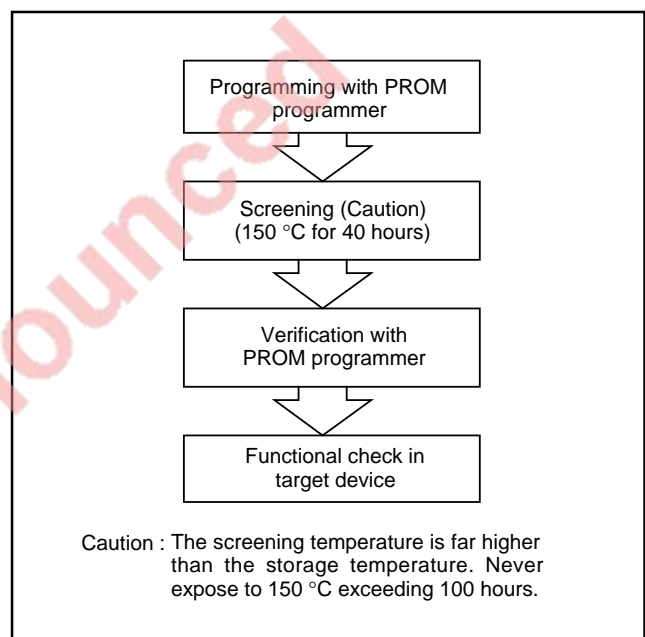 Programming with PROM
programmer
Screening (Caution)
(150 °C for 40 hours)
Verification with
PROM programmer
Functional check in
target device
Caution : The screening temperature is far higher
than the storage temperature. Never
expose to 150 °C exceeding 100 hours.
ounced